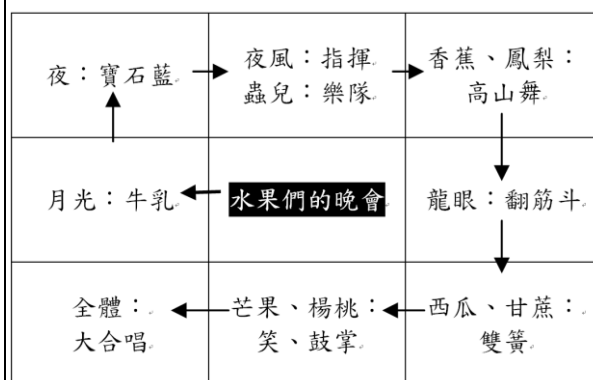 夜：寶石藍
夜風：指揮
蟲兒：樂隊
香蕉、鳳梨：
高山舞
月光：牛乳
水果們的晚會
龍眼：翻筋斗
全體：
大合唱
芒果、楊桃：
笑、鼓掌
西瓜、甘蔗：
雙簧